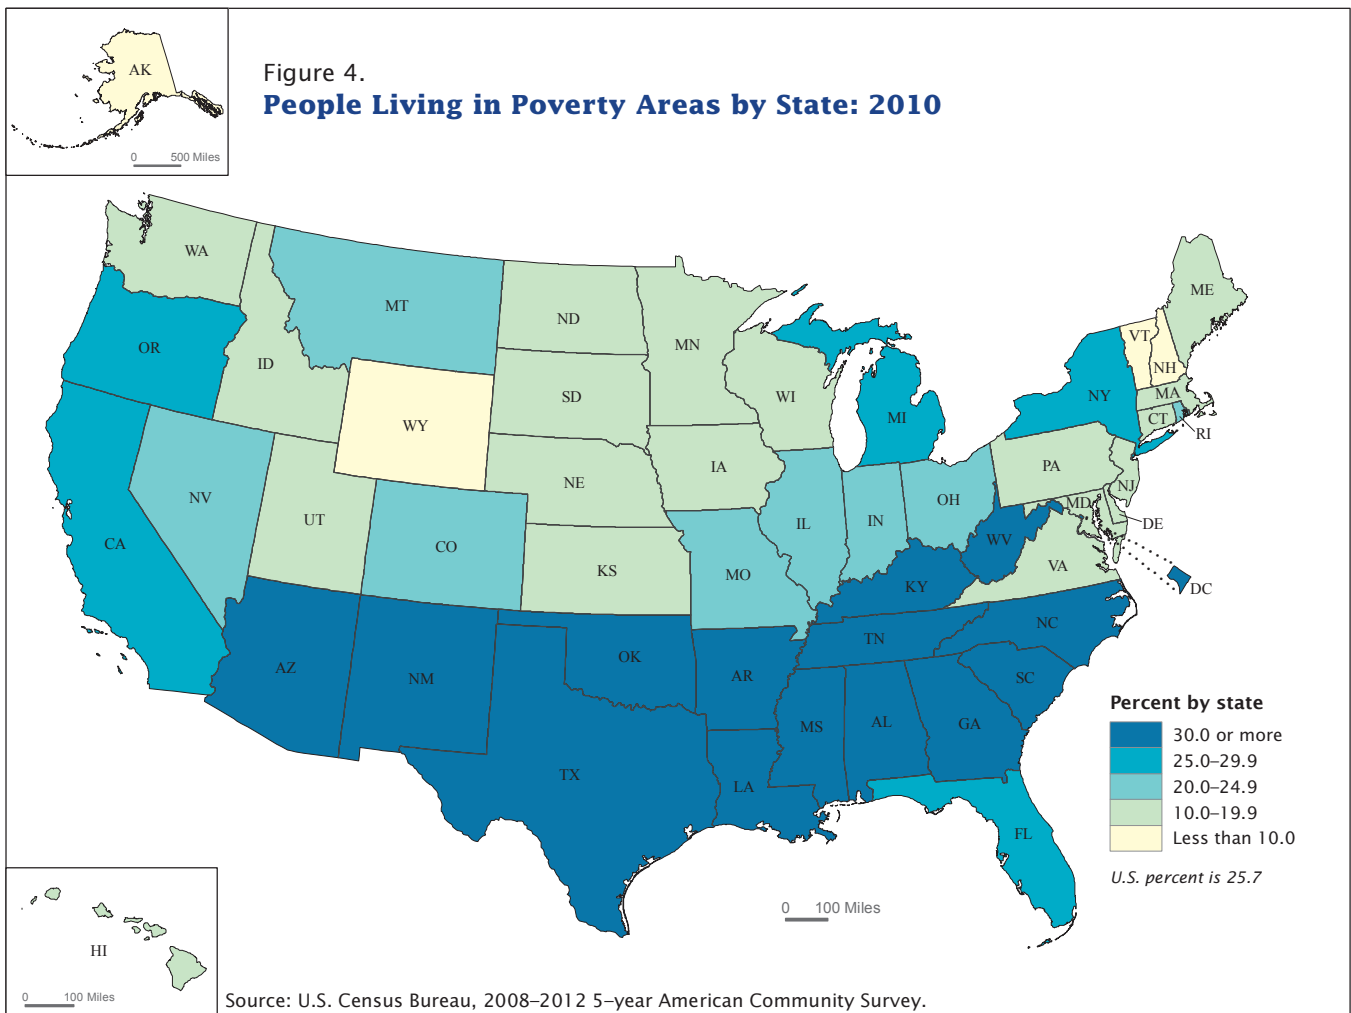 Figure 4.
People Living in Poverty Areas by State: 2010
AK
0 500 Miles
WA
MT
ND
MN
ME
OR
ID
SD
WI
VT
NH
WY
MI
NY
MA
CT
RI
IA
PA
NE
NJ
NV
UT
CO
IL
IN
OH
MD
DE
CA
KS
MO
WV
VA
KY
DC
AZ
NM
OK
AR
TN
NC
SC
MS
AL
GA
TX
LA
FL
Percent by state
30.0 or more
25.0–29.9
20.0–24.9
10.0–19.9
Less than 10.0
U.S. percent is 25.7
0 100 Miles
HI
0 100 Miles
Source: U.S. Census Bureau, 2008–2012 5–year American Community Survey.